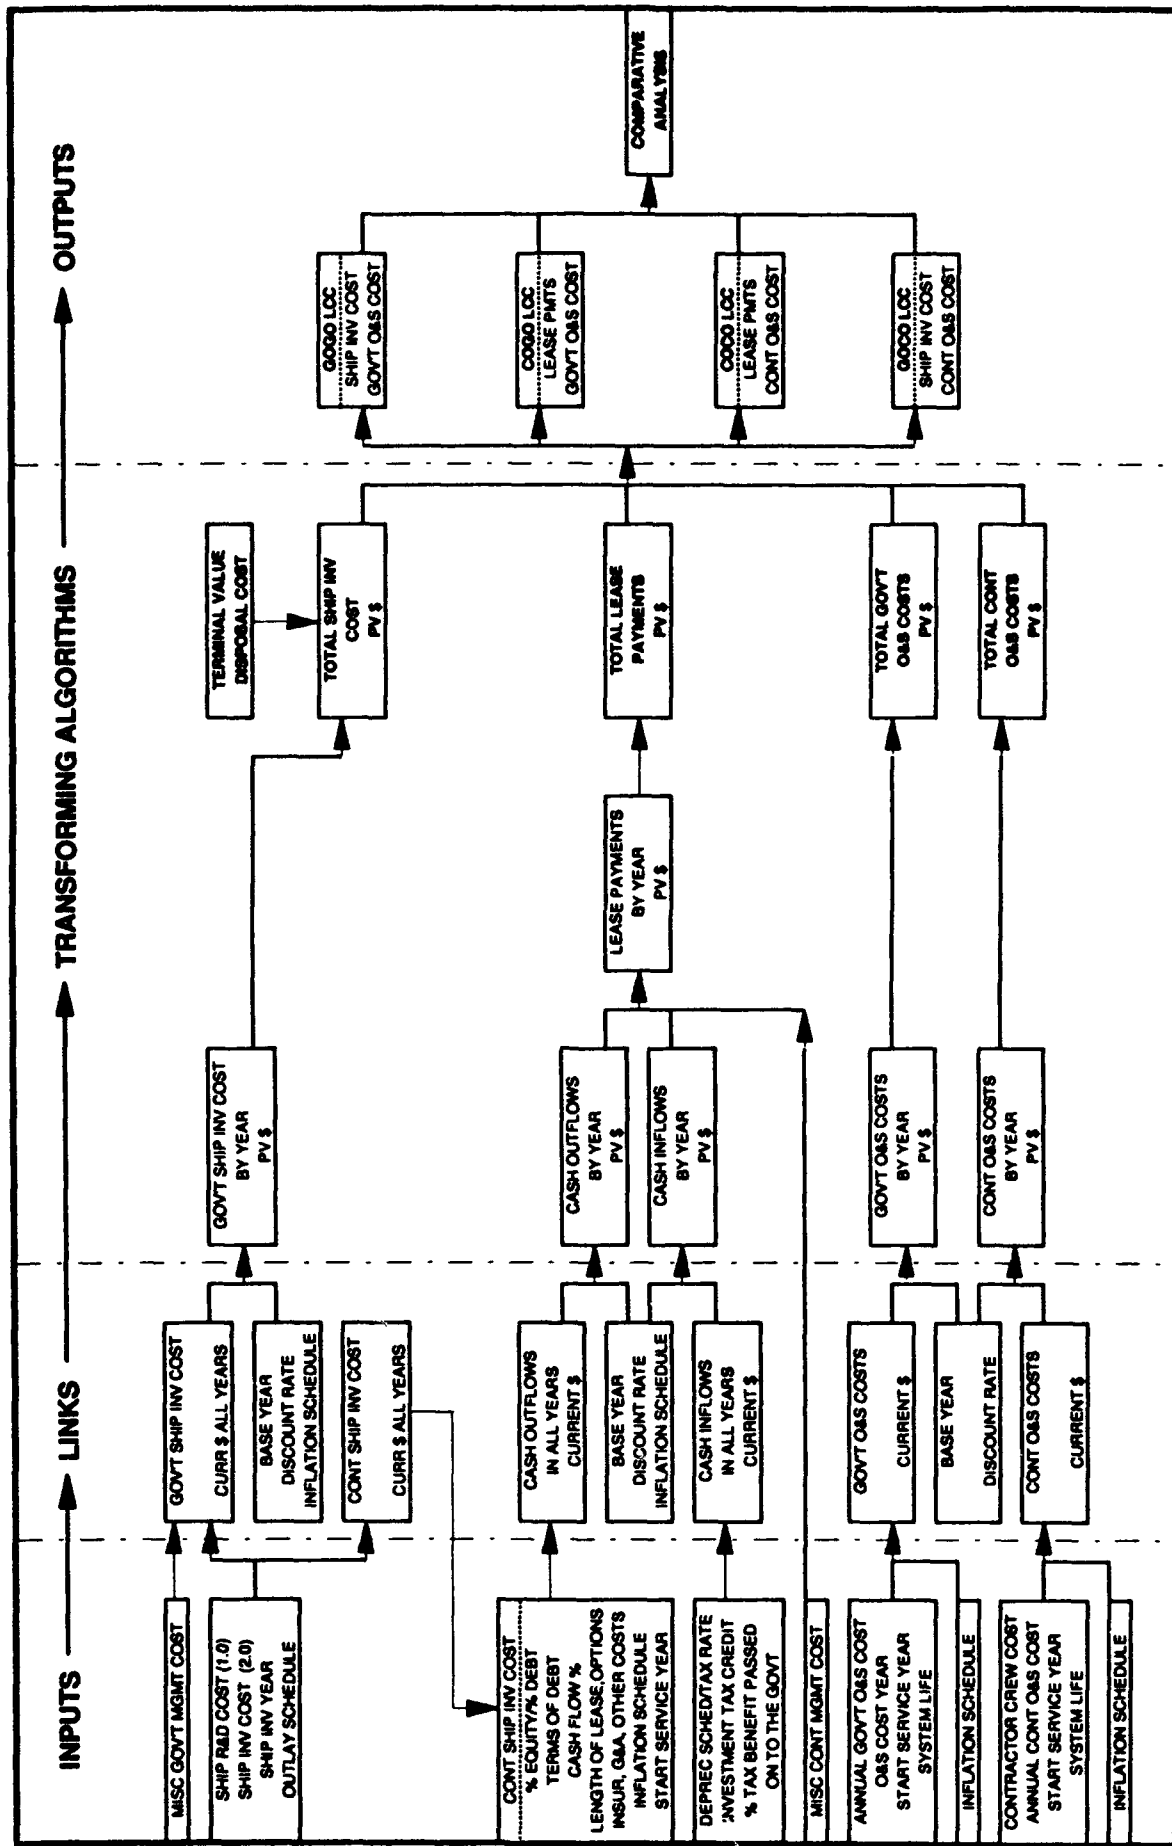 INPUTS
LINKS
TRANSFORMING ALGORITHMS
OUTPUTS
MISC GOV'T MGMT COST
SHIP R&D COST (1.0)
SHIP INV COST (2.0)
SHIP INV YEAR
OUTLAY SCHEDULE
CONT SHIP INV COST
% EQUITY/% DEBT
TERMS OF DEBT
CASH FLOW %
LENGTH OF LEASE,OPTIONS
INSUR, G&A, OTHER COSTS
INFLATION SCHEDULE
START SERVICE YEAR
DEPREC SCHED/TAX RATE
INVESTMENT TAX CREDIT
% TAX BENEFIT PASSED
ON TO THE GOVT
MISC CONT MGMT COST
ANNUAL GOV'T O&S COST
O&S COST YEAR
START SERVICE YEAR
SYSTEM LIFE
INFLATION SCHEDULE
CONTRACTOR CREW COST
ANNUAL CONT O&S COST
START SERVICE YEAR
SYSTEM LIFE
INFLATION SCHEDULE
GOV'T SHIP INV COST
CURR $ ALL YEARS
BASE YEAR
DISCOUNT RATE
INFLATION SCHEDULE
CONT SHIP INV COST
CURR $ ALL YEARS
CASH OUTFLOWS
IN ALL YEARS
CURRENT $
BASE YEAR
DISCOUNT RATE
INFLATION SCHEDULE
CASH INFLOWS
IN ALL YEARS
CURRENT $
GOV'T O&S COSTS
CURRENT $
BASE YEAR
DISCOUNT RATE
CONT O&S COSTS
CURRENT $
GOV'T SHIP INV COST
BY YEAR
PV $
CASH OUTFLOWS
BY YEAR
PV $
CASH INFLOWS
BY YEAR
PV $
GOV'T O&S COSTS
BY YEAR
PV $
CONT O&S COSTS
BY YEAR
PV $
LEASE PAYMENTS
BY YEAR
PV $
TERMINAL VALUE
DISPOSAL COST
TOTAL SHIP INV
COST
PV $
TOTAL LEASE
PAYMENTS
PV $
TOTAL GOV'T
O&S COSTS
PV $
TOTAL CONT
O&S COSTS
PV $
GOGO LCC
SHIP INV COST
GOV'T O&S COST
COGO LCC
LEASE PMTS
GOV'T O&S COST
COCO LCC
LEASE PMTS
CONT O&S COST
GOCO LCC
SHIP INV COST
CONT O&S COST
COMPARATIVE
ANALYSIS